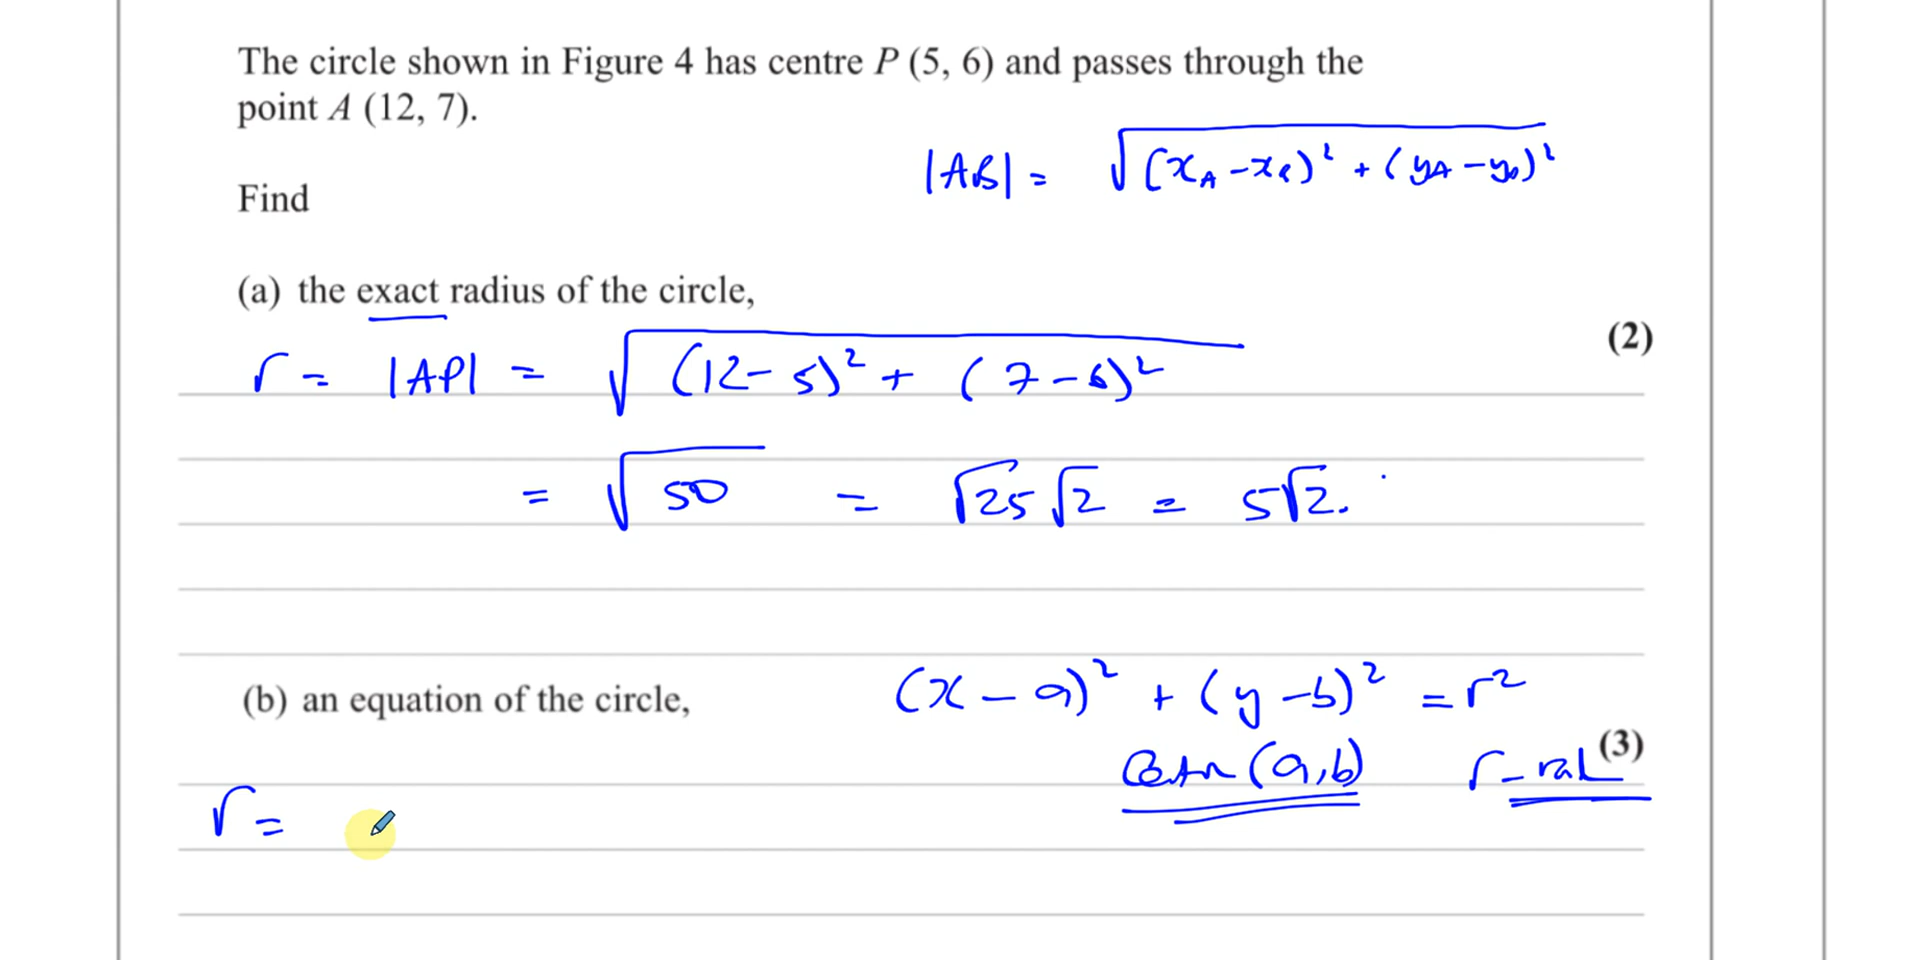 The circle shown in Figure 4 has centre P (5, 6) and passes through the
point A (12, 7).
|AB| = √(x_A - x_B)² + (y_A - y_B)²
Find
(a) the exact radius of the circle,
(2)
r = |AP| = √(12 - 5)² + (7 - 6)²
= √50 = √25 √2 = 5√2.
(b) an equation of the circle,
(x - a)² + (y - b)² = r²
(3)
(a, b) r -
r =